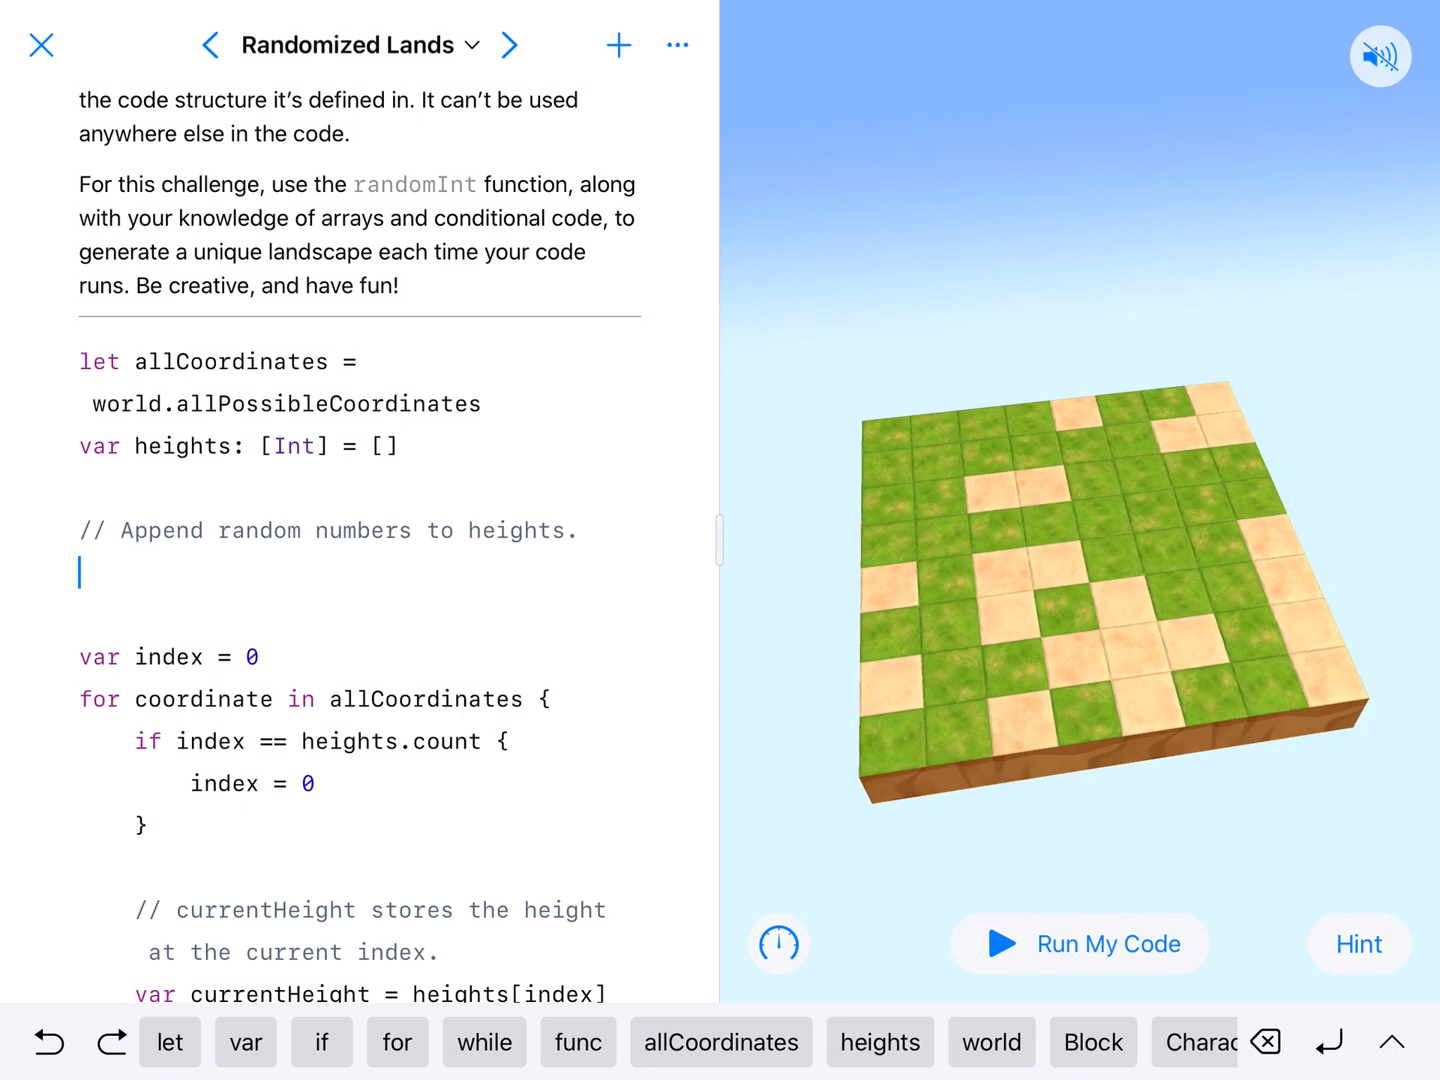 Randomized Lands
the code structure it’s defined in. It can’t be used
anywhere else in the code.
For this challenge, use the randomInt function, along
with your knowledge of arrays and conditional code, to
generate a unique landscape each time your code
runs. Be creative, and have fun!
let allCoordinates =
world.allPossibleCoordinates
var heights: [Int] = []
// Append random numbers to heights.
var index = 0
for coordinate in allCoordinates {
if index == heights.count {
index = 0
}
// currentHeight stores the height
at the current index.
var currentHeight = heights[index]
Run My Code
Hint
let var if for while func allCoordinates heights world Block Charac